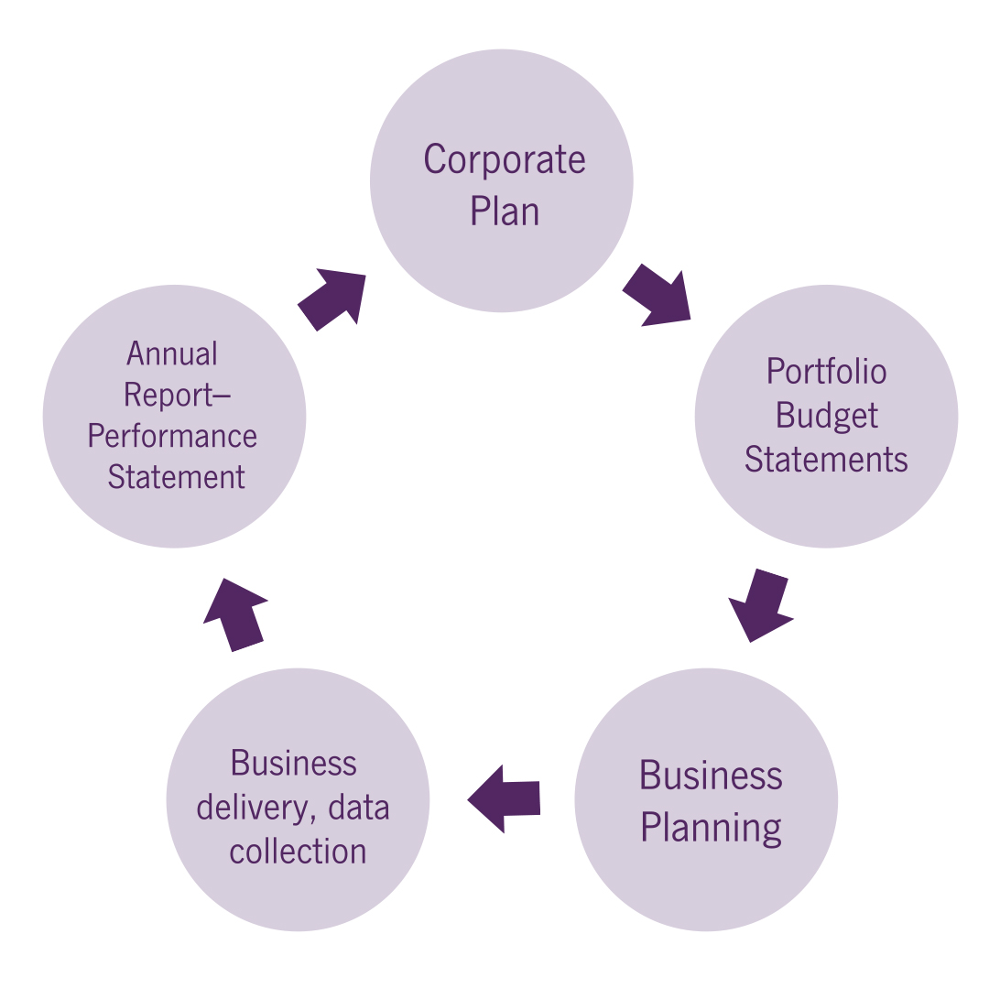 Corporate
Plan
Portfolio
Budget
Statements
Business
Planning
Business
delivery, data
collection
Annual
Report–
Performance
Statement